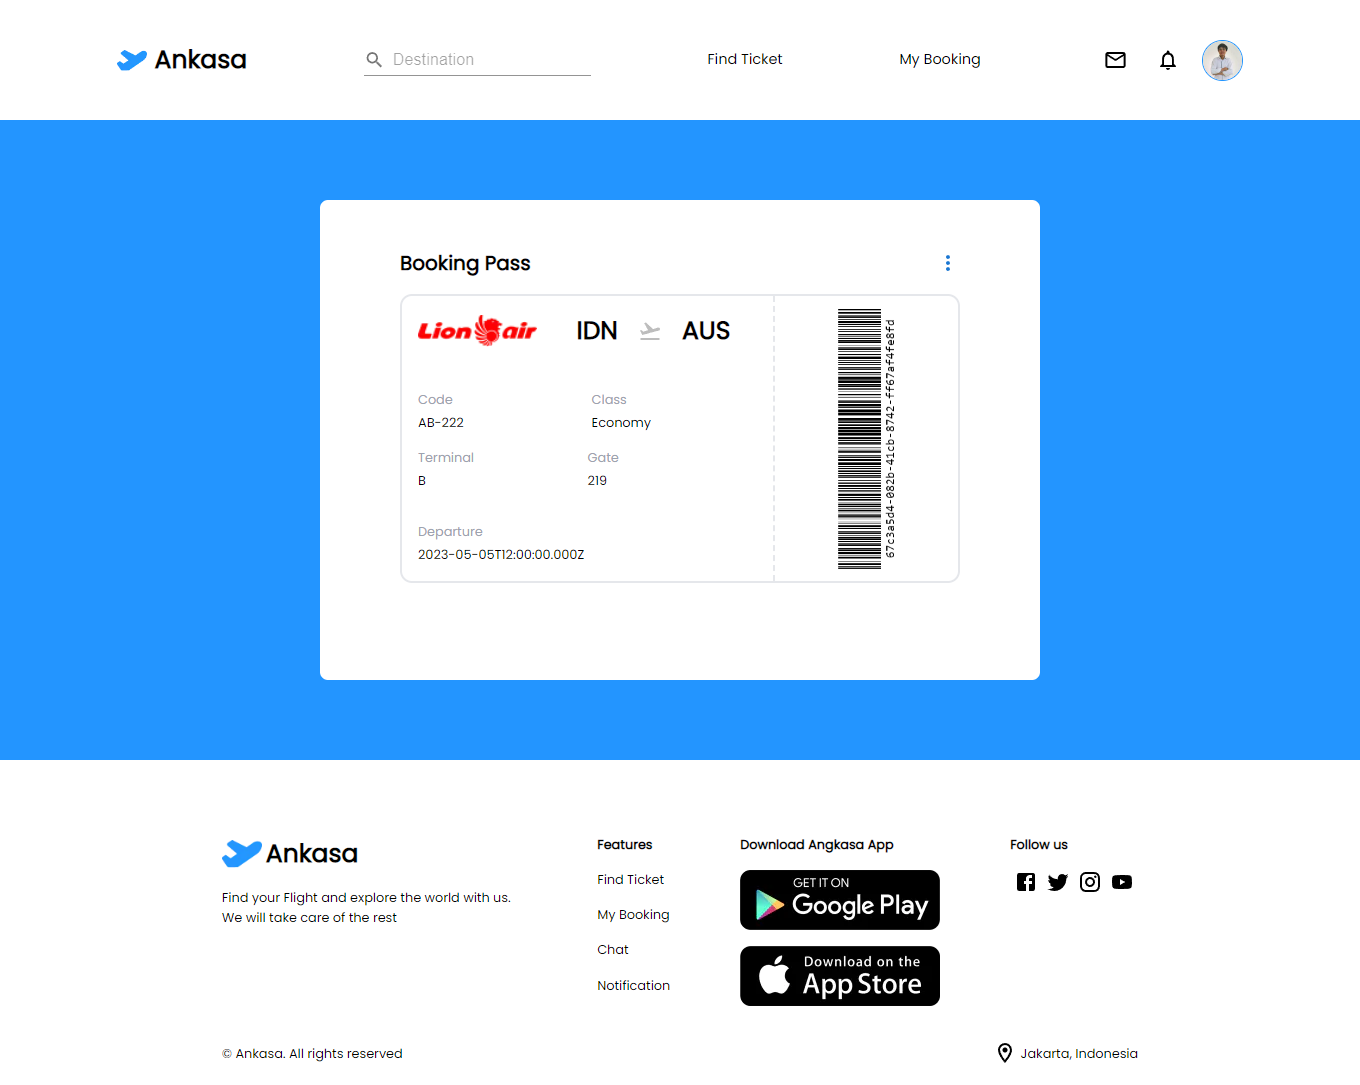 Ankasa
Destination
Find Ticket
My Booking
Booking Pass
Lion air
IDN
AUS
Code
Class
AB-222
Economy
Terminal
Gate
B
219
Departure
2023-05-05T12:00:00.000Z
67c3a5d4-082b-41cb-8742-ff67af4fe8fd
Ankasa
Find your Flight and explore the world with us.
We will take care of the rest
Features
Find Ticket
My Booking
Chat
Notification
Download Angkasa App
GET IT ON
Google Play
Download on the
App Store
Follow us
© Ankasa. All rights reserved
Jakarta, Indonesia